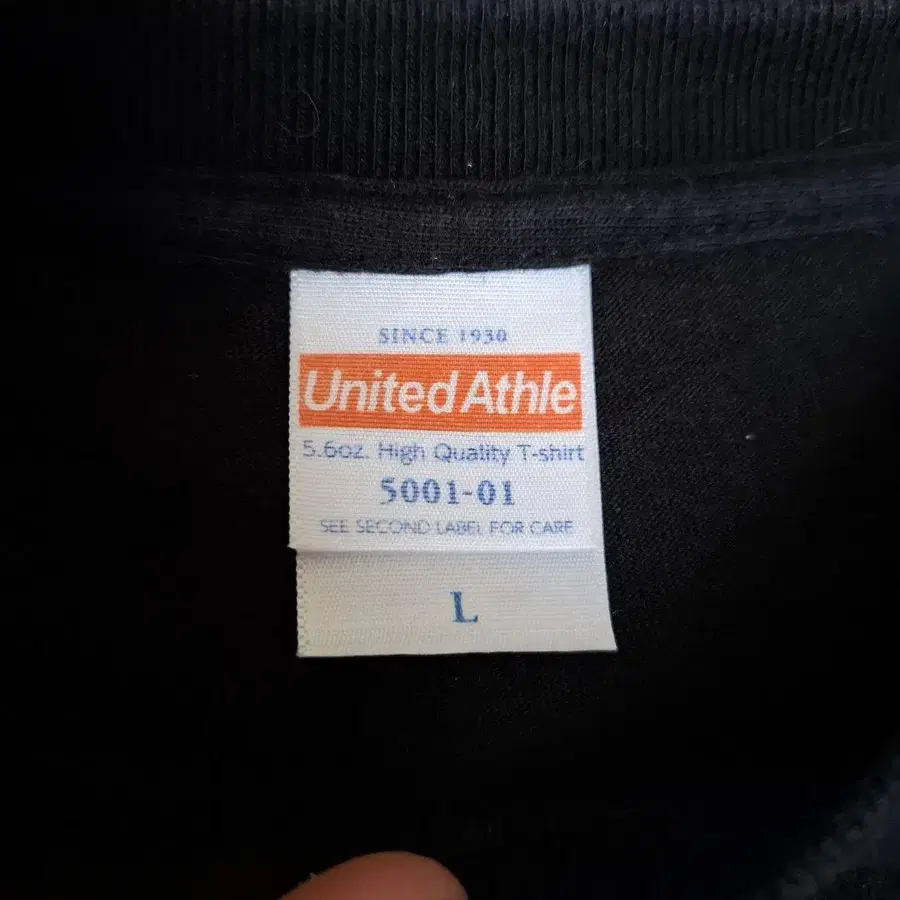 SINCE 1930
United Athle
5.6oz. High Quality T-shirt
5001-01
SEE SECOND LABEL FOR CARE
L